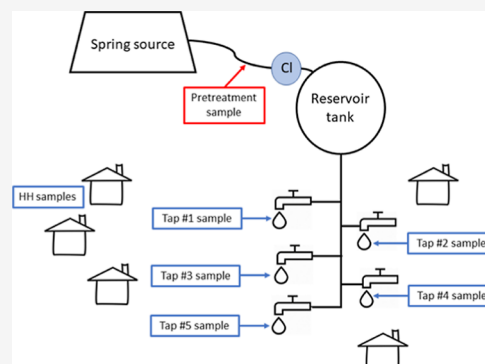 Spring source
Cl
Pretreatment
sample
Reservoir
tank
HH samples
Tap #1 sample
Tap #2 sample
Tap #3 sample
Tap #4 sample
Tap #5 sample